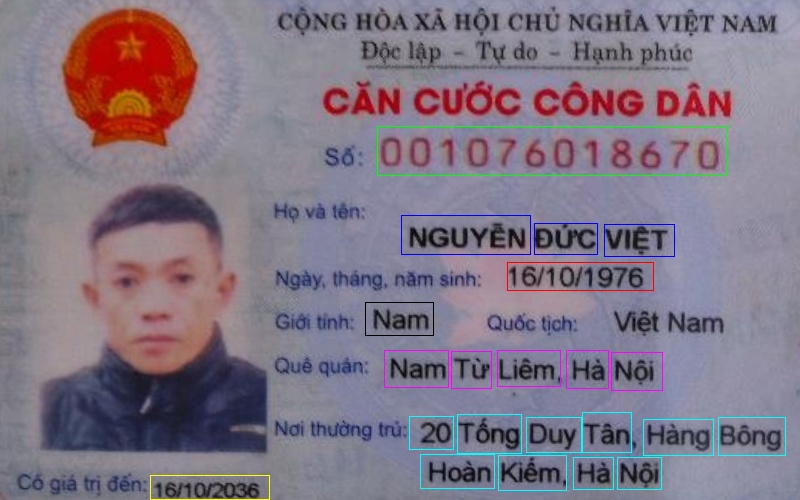 CỘNG HÒA XÃ HỘI CHỦ NGHĨA VIỆT NAM
Độc lập - Tự do - Hạnh phúc
CĂN CƯỚC CÔNG DÂN
Số: 001076018670
Họ và tên:
NGUYỄN ĐỨC VIỆT
Ngày, tháng, năm sinh: 16/10/1976
Giới tính: Nam Quốc tịch: Việt Nam
Quê quán: Nam Từ Liêm, Hà Nội
Nơi thường trú: 20 Tống Duy Tân, Hàng Bông
Hoàn Kiếm, Hà Nội
Có giá trị đến: 16/10/2036